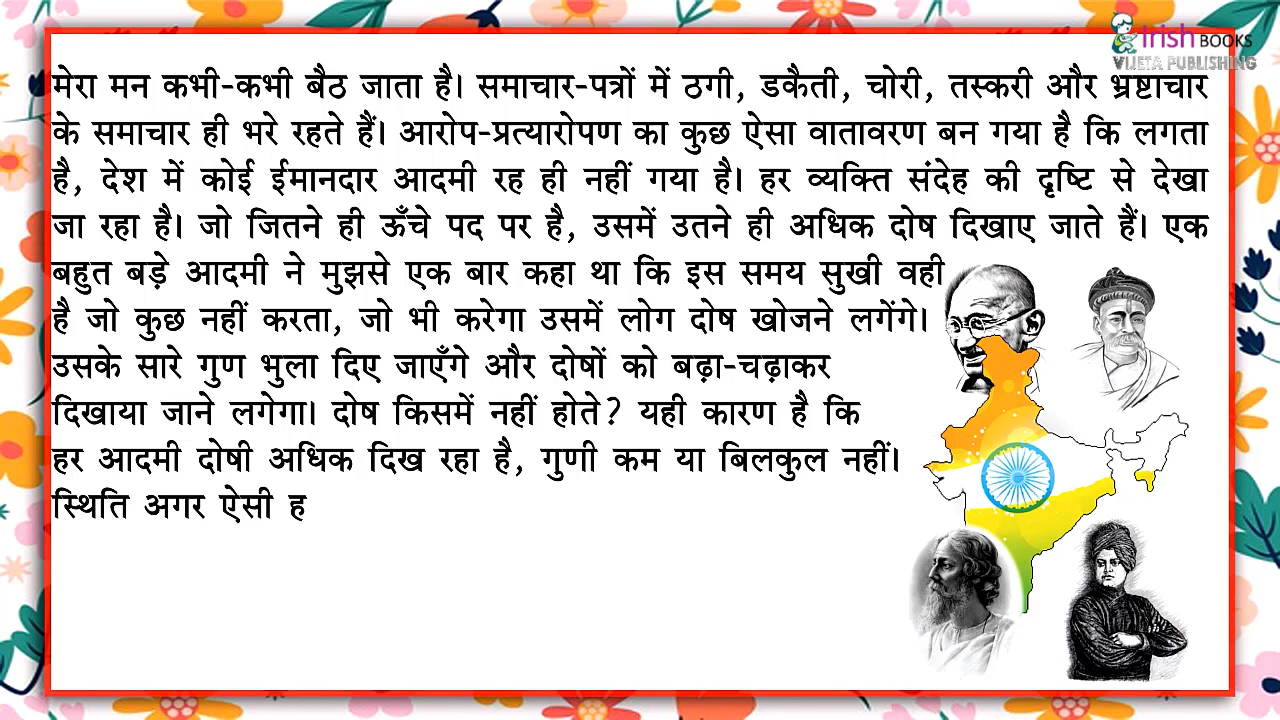 Irish BOOKS
VIJETA PUBLISHING
मेरा मन कभी-कभी बैठ जाता है। समाचार-पत्रों में ठगी, डकैती, चोरी, तस्करी और भ्रष्टाचार
के समाचार ही भरे रहते हैं। आरोप-प्रत्यारोपण का कुछ ऐसा वातावरण बन गया है कि लगता
है, देश में कोई ईमानदार आदमी रह ही नहीं गया है। हर व्यक्ति संदेह की दृष्टि से देखा
जा रहा है। जो जितने ही ऊँचे पद पर है, उसमें उतने ही अधिक दोष दिखाए जाते हैं। एक
बहुत बड़े आदमी ने मुझसे एक बार कहा था कि इस समय सुखी वही
है जो कुछ नहीं करता, जो भी करेगा उसमें लोग दोष खोजने लगेंगे।
उसके सारे गुण भुला दिए जाएँगे और दोषों को बढ़ा-चढ़ाकर
दिखाया जाने लगेगा। दोष किसमें नहीं होते? यही कारण है कि
हर आदमी दोषी अधिक दिख रहा है, गुणी कम या बिलकुल नहीं।
स्थिति अगर ऐसी ह